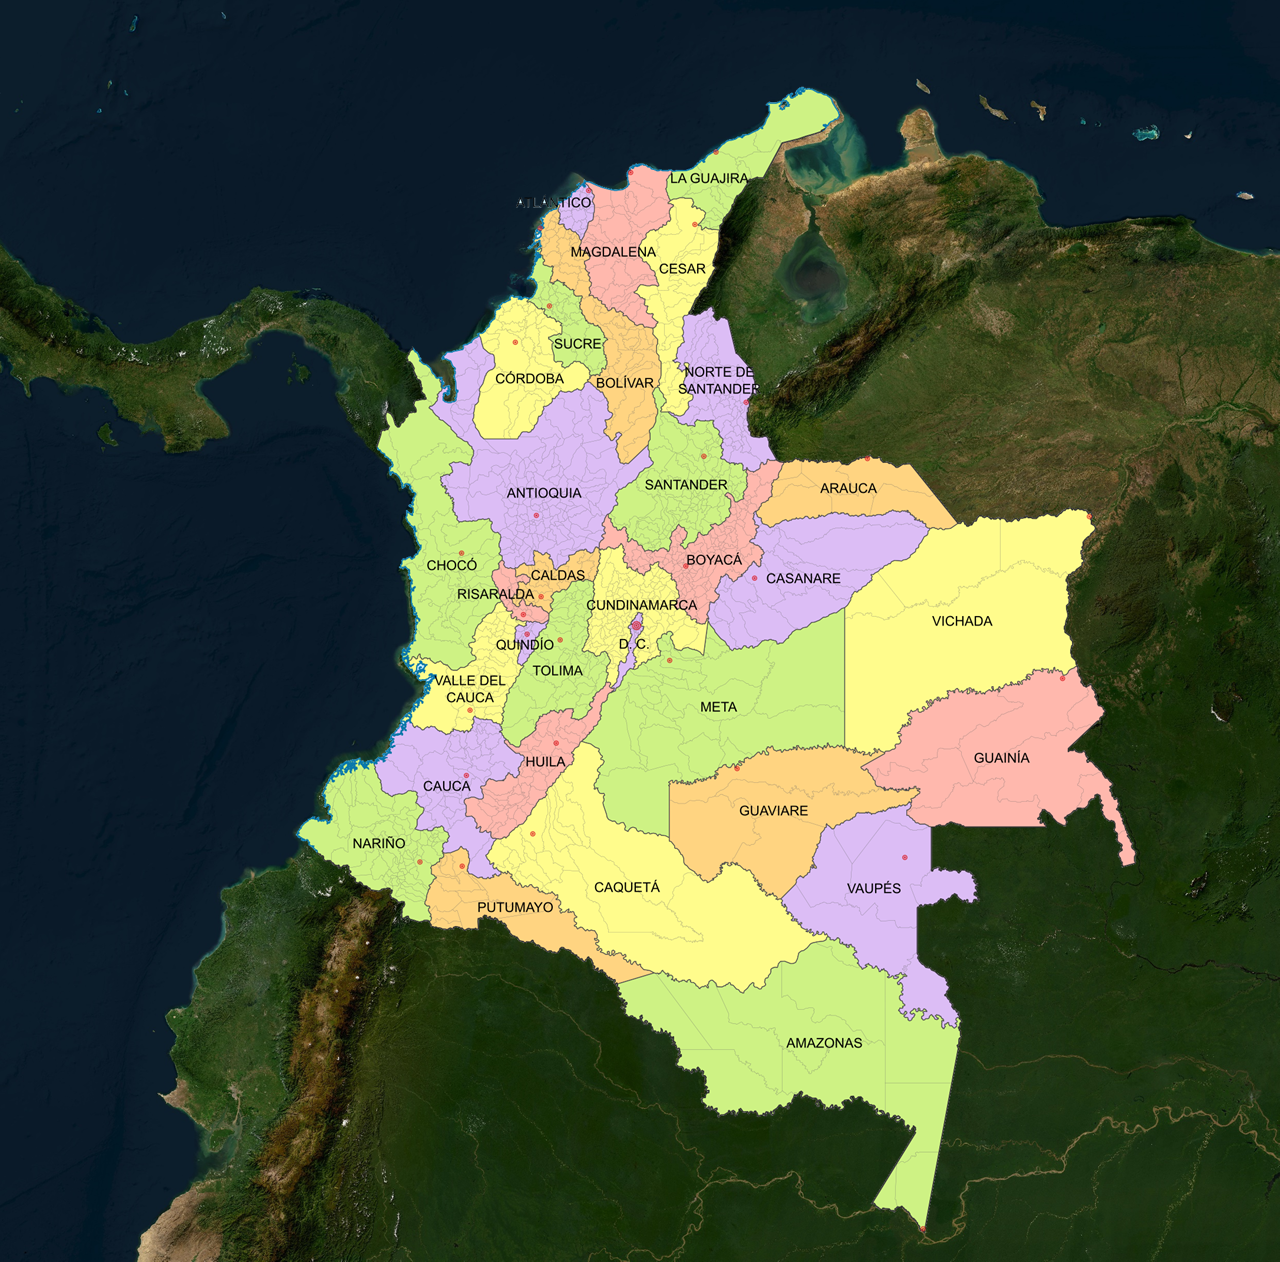 LA GUAJIRA
ATLÁNTICO
MAGDALENA
CESAR
SUCRE
NORTE DE
SANTANDER
CÓRDOBA
BOLÍVAR
SANTANDER
ARAUCA
ANTIOQUIA
BOYACÁ
CHOCÓ
CALDAS
CASANARE
RISARALDA
CUNDINAMARCA
VICHADA
QUINDÍO
D. C.
TOLIMA
VALLE DEL
CAUCA
META
HUILA
GUAINÍA
CAUCA
GUAVIARE
NARIÑO
CAQUETÁ
VAUPÉS
PUTUMAYO
AMAZONAS